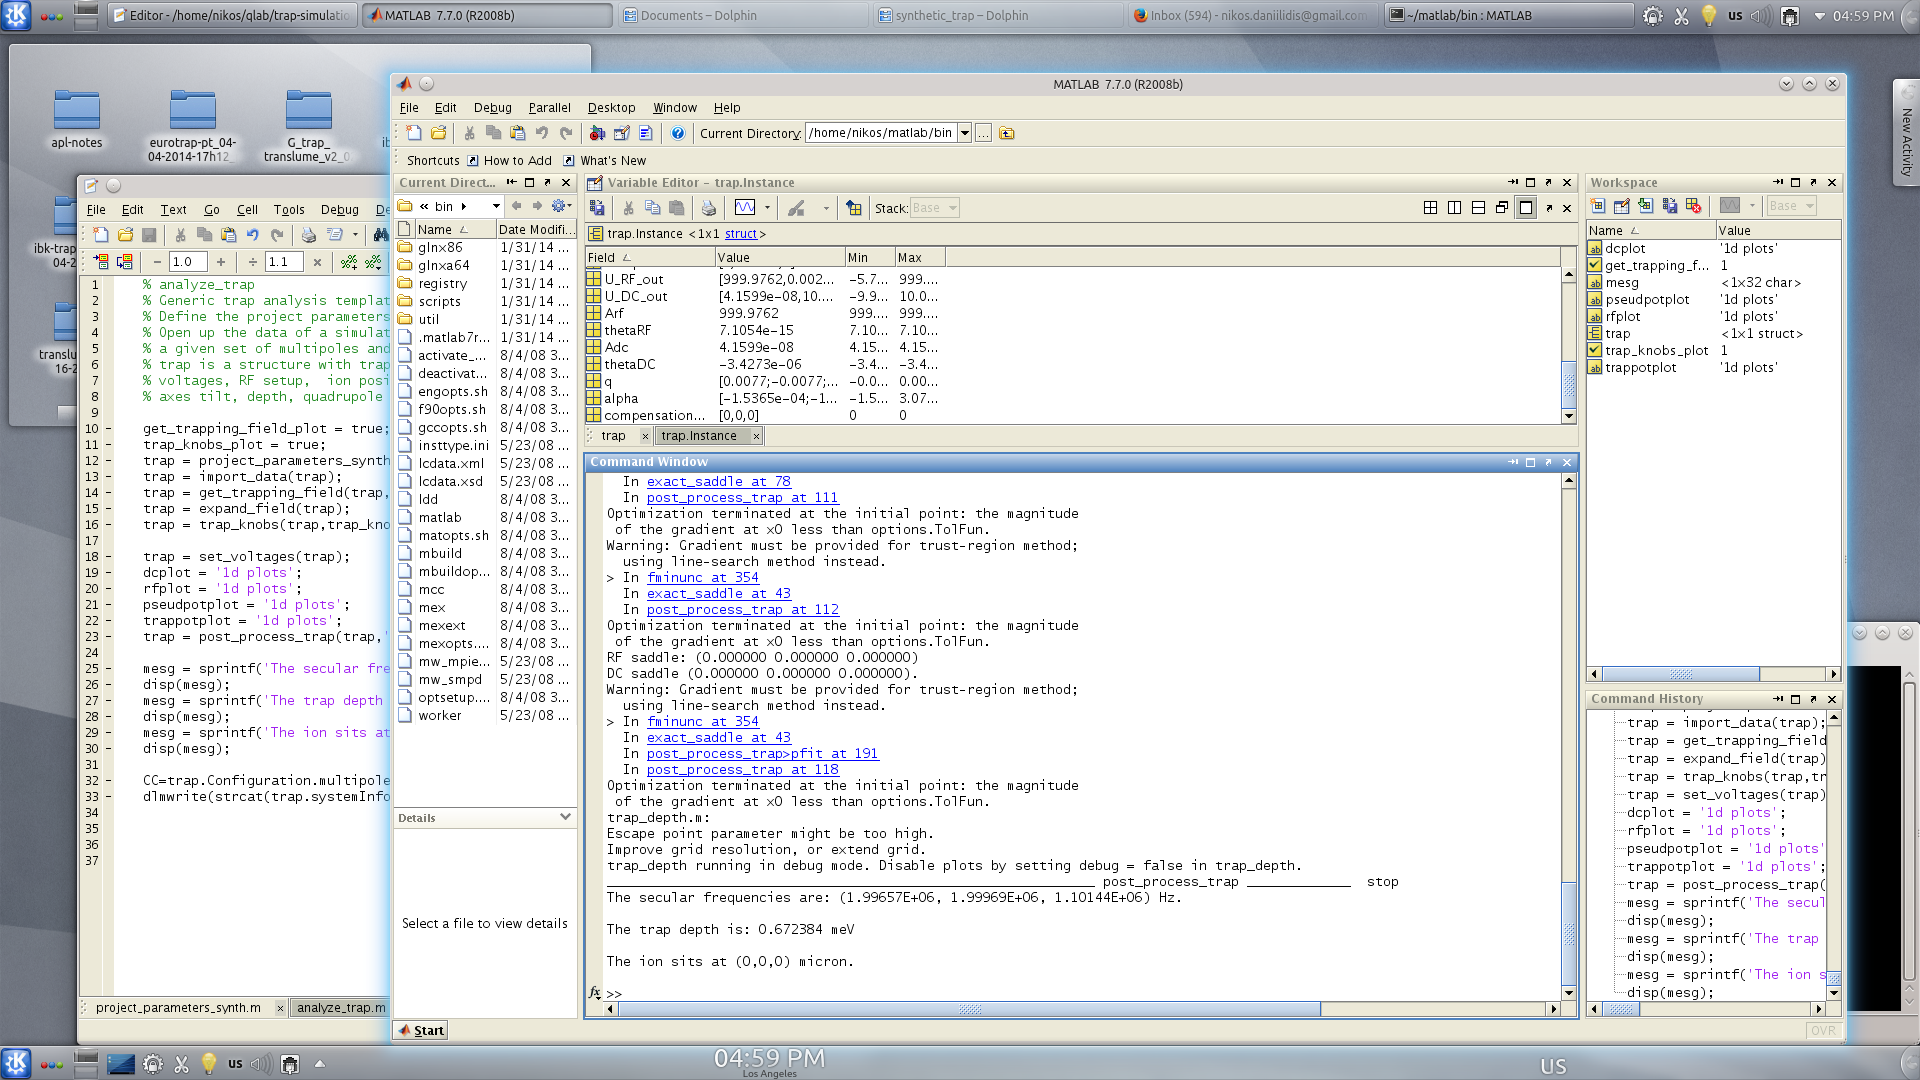 Editor - /home/nikos/qlab/trap-simulatio
MATLAB 7.7.0 (R2008b)
Documents – Dolphin
synthetic_trap – Dolphin
Inbox (594) - nikos.daniilidis@gmail.com
~/matlab/bin : MATLAB
us
04:59 PM
New Activity
apl-notes
eurotrap-pt_04-
04-2014-17h12_
G_trap_
translume_v2_0
ibk-trap
translu
File Edit Text Go Cell Tools Debug De
1.0
1.1
1 % analyze_trap
2 % Generic trap analysis templat
3 % Define the project parameters
4 % Open up the data of a simulat
5 % a given set of multipoles and
6 % trap is a structure with trap
7 % voltages, RF setup, ion posi
8 % axes tilt, depth, quadrupole
9
10 get_trapping_field_plot = true;
11 trap_knobs_plot = true;
12 trap = project_parameters_synth
13 trap = import_data(trap);
14 trap = get_trapping_field(trap,
15 trap = expand_field(trap);
16 trap = trap_knobs(trap,trap_kno
17
18 trap = set_voltages(trap);
19 dcplot = '1d plots';
20 rfplot = '1d plots';
21 pseudpotplot = '1d plots';
22 trappotplot = '1d plots';
23 trap = post_process_trap(trap,'
24
25 mesg = sprintf('The secular fre
26 disp(mesg);
27 mesg = sprintf('The trap depth
28 disp(mesg);
29 mesg = sprintf('The ion sits at
30 disp(mesg);
31
32 CC=trap.Configuration.multipole
33 dlmwrite(strcat(trap.systemInfo
34
35
36
37
project_parameters_synth.m × analyze_trap.m
MATLAB 7.7.0 (R2008b)
File Edit Debug Parallel Desktop Window Help
Current Directory: /home/nikos/matlab/bin
Shortcuts How to Add What's New
Current Direct...
« bin
Name Date Modifi...
glnx86 1/31/14 ...
glnxa64 1/31/14 ...
registry 1/31/14 ...
scripts 1/31/14 ...
util 1/31/14 ...
.matlab7r... 1/31/14 ...
activate_... 8/4/08 3...
deactivat... 8/4/08 3...
engopts.sh 8/4/08 3...
f90opts.sh 8/4/08 3...
gccopts.sh 8/4/08 3...
insttype.ini 5/23/08 ...
lcdata.xml 5/23/08 ...
lcdata.xsd 5/23/08 ...
ldd 8/4/08 3...
matlab 8/4/08 3...
matopts.sh 8/4/08 3...
mbuild 8/4/08 3...
mbuildop... 8/4/08 3...
mcc 8/4/08 3...
mex 8/4/08 3...
mexext 8/4/08 3...
mexopts.... 8/4/08 3...
mw_mpie... 5/23/08 ...
mw_smpd 5/23/08 ...
optsetup.... 8/4/08 3...
worker 5/23/08 ...
Details
Select a file to view details
Start
Variable Editor – trap.Instance
Stack: Base
trap.Instance <1x1 struct>
Field Value Min Max
U_RF_out [999.9762,0.002... −5.7... 999....
U_DC_out [4.1599e−08,10.... −9.9... 10.0...
Arf 999.9762 999.... 999....
thetaRF 7.1054e−15 7.10... 7.10...
Adc 4.1599e−08 4.15... 4.15...
thetaDC −3.4273e−06 −3.4... −3.4...
q [0.0077;−0.0077;... −0.0... 0.00...
alpha [−1.5365e−04;−1... −1.5... 3.07...
compensation... [0,0,0] 0 0
trap × trap.Instance ×
Command Window
In exact_saddle at 78
In post_process_trap at 111
Optimization terminated at the initial point: the magnitude
of the gradient at x0 less than options.TolFun.
Warning: Gradient must be provided for trust-region method;
using line-search method instead.
> In fminunc at 354
In exact_saddle at 43
In post_process_trap at 112
Optimization terminated at the initial point: the magnitude
of the gradient at x0 less than options.TolFun.
RF saddle: (0.000000 0.000000 0.000000)
DC saddle (0.000000 0.000000 0.000000).
Warning: Gradient must be provided for trust-region method;
using line-search method instead.
> In fminunc at 354
In exact_saddle at 43
In post_process_trap>pfit at 191
In post_process_trap at 118
Optimization terminated at the initial point: the magnitude
of the gradient at x0 less than options.TolFun.
trap_depth.m:
Escape point parameter might be too high.
Improve grid resolution, or extend grid.
trap_depth running in debug mode. Disable plots by setting debug = false in trap_depth.
post_process_trap _____________ stop
The secular frequencies are: (1.99657E+06, 1.99969E+06, 1.10144E+06) Hz.
The trap depth is: 0.672384 meV
The ion sits at (0,0,0) micron.
fx >>
Workspace
Base
Name Value
dcplot '1d plots'
get_trapping_f... 1
mesg <1x32 char>
pseudpotplot '1d plots'
rfplot '1d plots'
trap <1x1 struct>
trap_knobs_plot 1
trappotplot '1d plots'
Command History
trap = import_data(trap);
trap = get_trapping_field
trap = expand_field(trap)
trap = trap_knobs(trap,tr
trap = set_voltages(trap)
dcplot = '1d plots';
rfplot = '1d plots';
pseudpotplot = '1d plots'
trappotplot = '1d plots';
trap = post_process_trap(
mesg = sprintf('The secul
disp(mesg);
mesg = sprintf('The trap
disp(mesg);
mesg = sprintf('The ion s
disp(mesg);
OVR
us
04:59 PM
Los Angeles
US